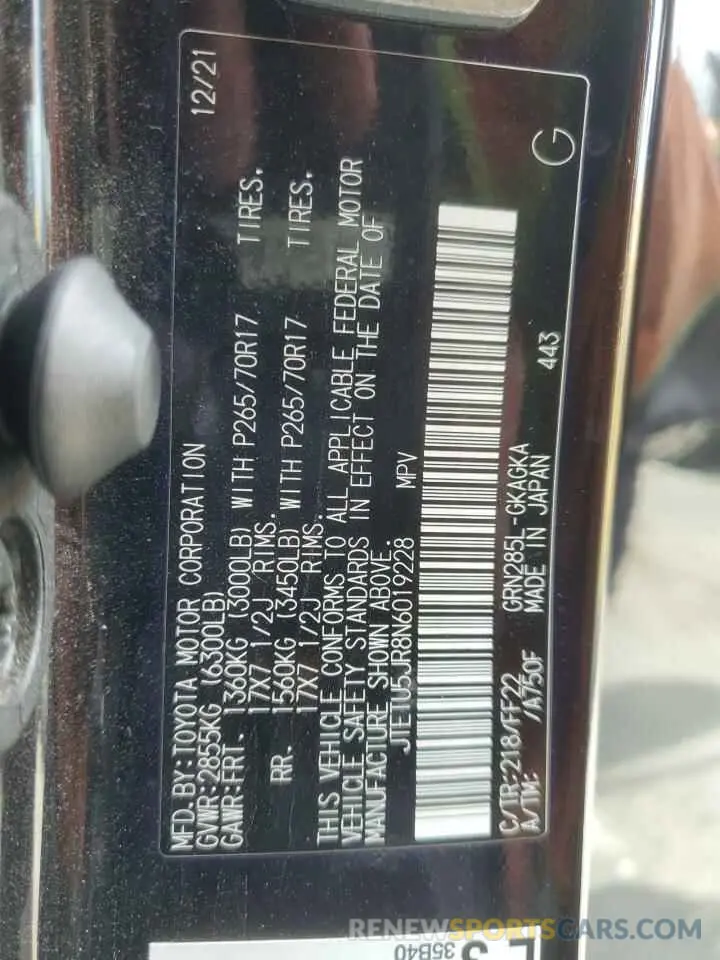 MFD.BY:TOYOTA MOTOR CORPORATION 12/21
GVWR:2855KG (6300LB)
GAWR:FRT. 1360KG (3000LB) WITH P265/70R17 TIRES.
17X7 1/2J RIMS.
RR. 1560KG (3450LB) WITH P265/70R17 TIRES.
17X7 1/2J RIMS.
THIS VEHICLE CONFORMS TO ALL APPLICABLE FEDERAL MOTOR
VEHICLE SAFETY STANDARDS IN EFFECT ON THE DATE OF
MANUFACTURE SHOWN ABOVE.
JTETU5JR8N6019228 MPV
C/TR:218/FF22 GRN285L-GKAGKA 443
A/TM: /A750F MADE IN JAPAN G
35B40
RENEWSPORTSCARS.COM